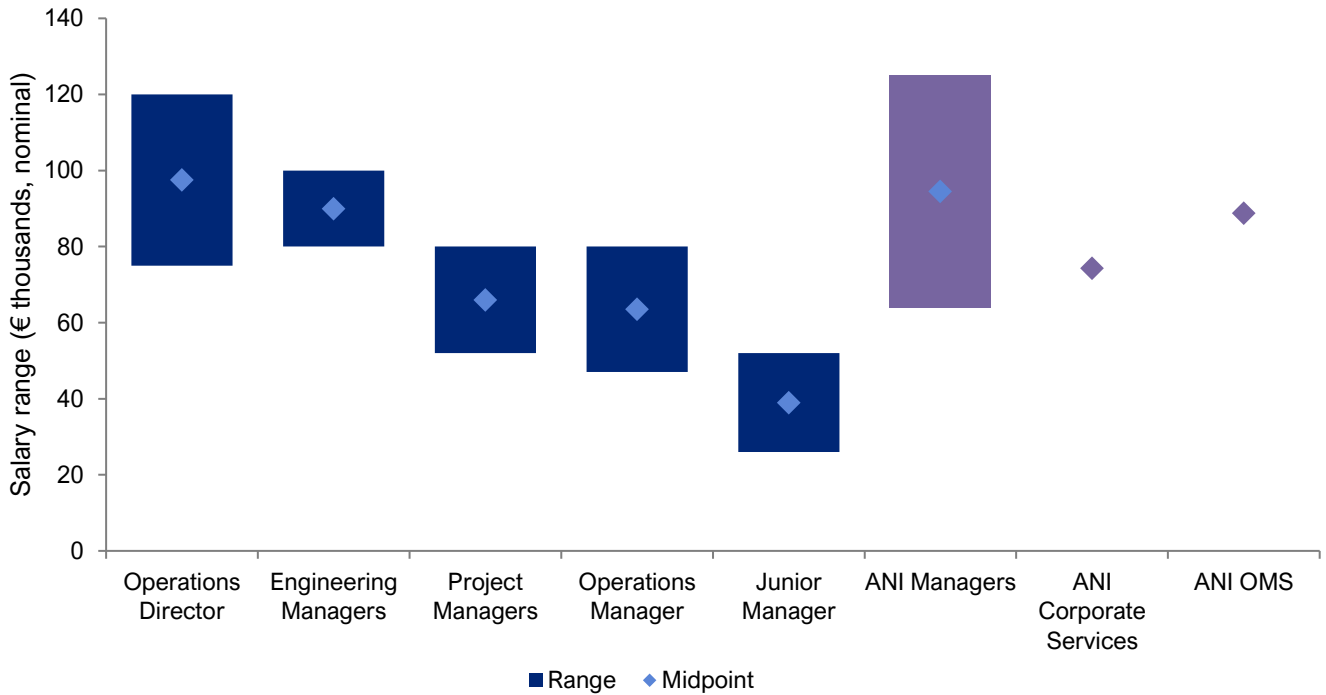 Salary range (€ thousands, nominal)
140
120
100
80
60
40
20
0
Operations
Director
Engineering
Managers
Project
Managers
Operations
Manager
Junior
Manager
ANI Managers
ANI
Corporate
Services
ANI OMS
Range
Midpoint